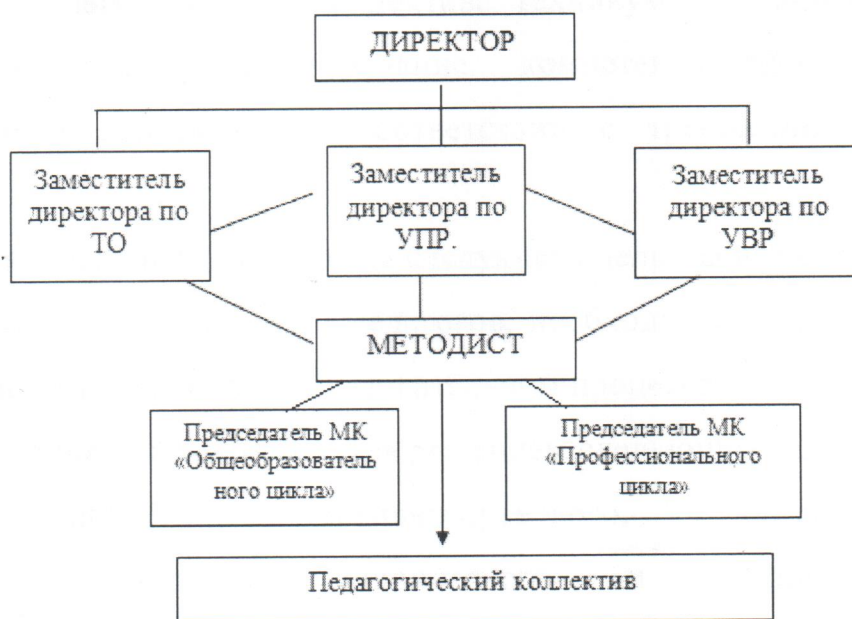 ДИРЕКТОР
Заместитель
директора по
ТО
Заместитель
директора по
УПР.
Заместитель
директора по
УВР
МЕТОДИСТ
Председатель МК
«Общеобразователь
ного цикла»
Председатель МК
«Профессионального
цикла»
Педагогический коллектив